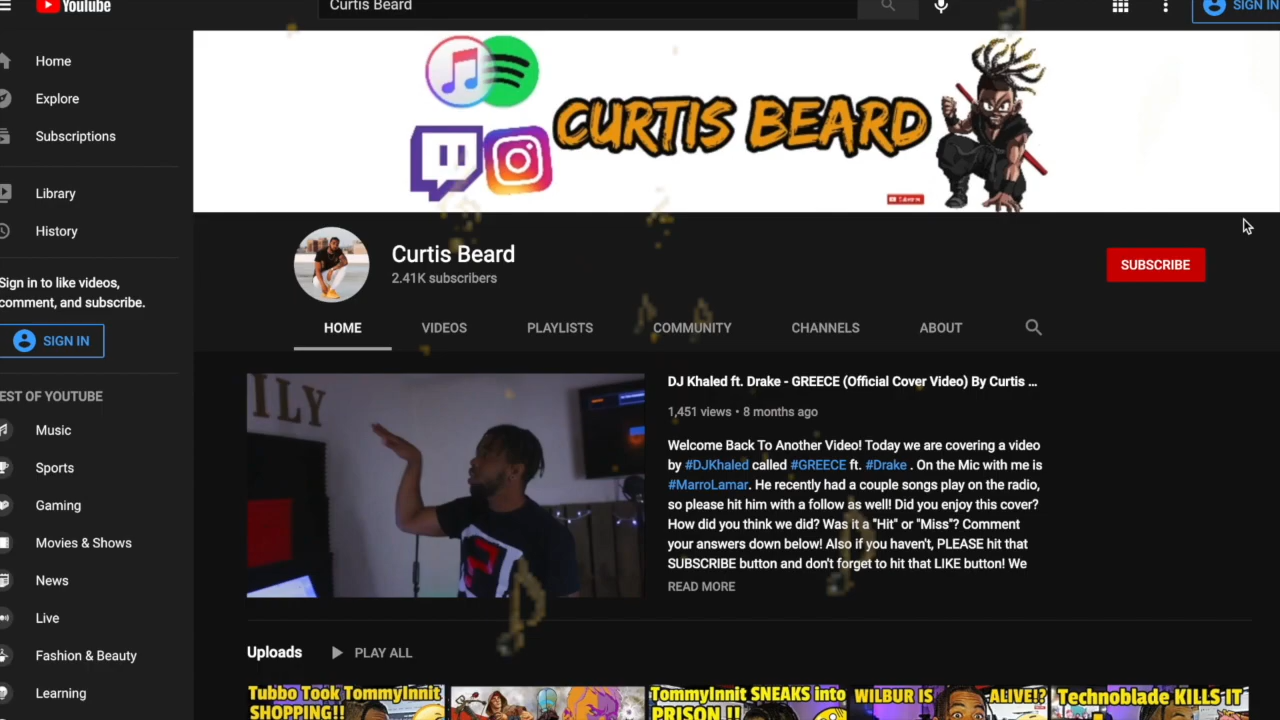 YouTube
Curtis Beard
SIGN IN
Home
Explore
Subscriptions
Library
History
Sign in to like videos,
comment, and subscribe.
SIGN IN
EST OF YOUTUBE
Music
Sports
Gaming
Movies & Shows
News
Live
Fashion & Beauty
Learning
CURTIS BEARD
Curtis Beard
2.41K subscribers
SUBSCRIBE
HOME
VIDEOS
PLAYLISTS
COMMUNITY
CHANNELS
ABOUT
ILY
DJ Khaled ft. Drake - GREECE (Official Cover Video) By Curtis ...
1,451 views • 8 months ago
Welcome Back To Another Video! Today we are covering a video
by #DJKhaled called #GREECE ft. #Drake . On the Mic with me is
#MarroLamar. He recently had a couple songs play on the radio,
so please hit him with a follow as well! Did you enjoy this cover?
How did you think we did? Was it a "Hit" or "Miss"? Comment
your answers down below! Also if you haven't, PLEASE hit that
SUBSCRIBE button and don't forget to hit that LIKE button! We
READ MORE
Uploads
PLAY ALL
Tubbo Took TommyInnit
SHOPPING!!
TommyInnit SNEAKS into
PRISON !!
WILBUR IS ALIVE!?
Technoblade KILLS IT